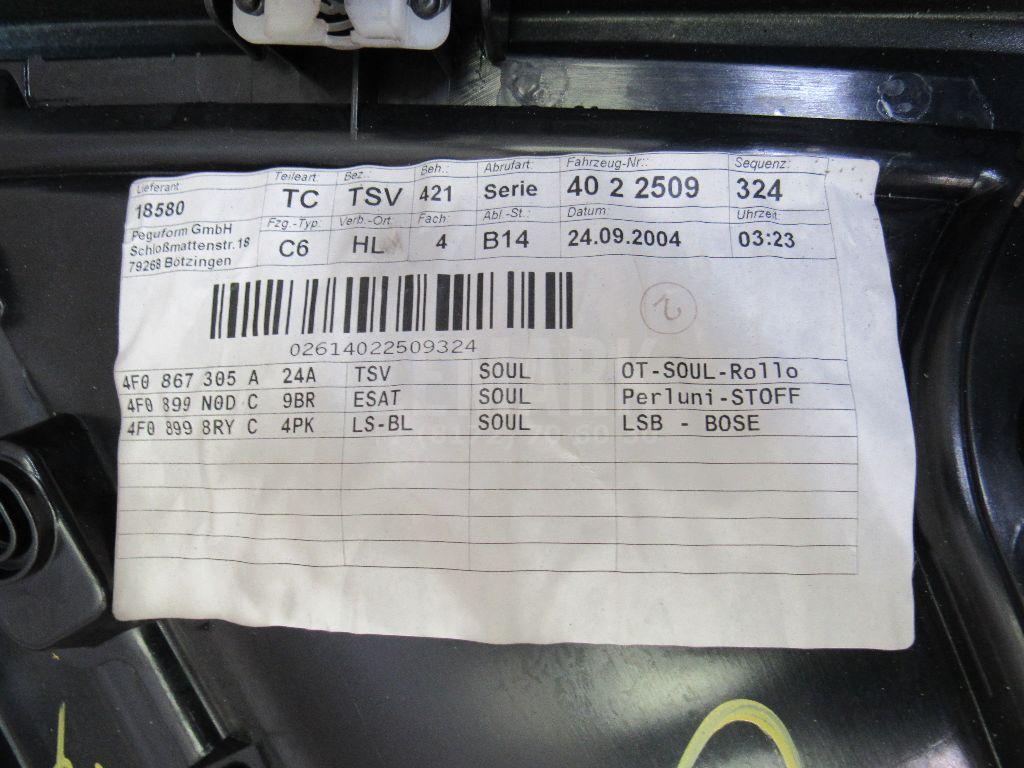 Lieferant: Teileart: Bez.: Beh.: Abrufart: Fahrzeug-Nr.: Sequenz:
18580 TC TSV 421 Serie 40 2 2509 324
Peguform GmbH Fzg.-Typ: Verb.-Ort: Fach: Abl.-St.: Datum: Uhrzeit:
Schloßmattenstr.18 C6 HL 4 B14 24.09.2004 03:23
79268 Bötzingen
02614022509324
4F0 867 305 A 24A TSV SOUL OT-SOUL-Rollo
4F0 899 N0D C 9BR ESAT SOUL Perluni-STOFF
4F0 899 8RY C 4PK LS-BL SOUL LSB - BOSE